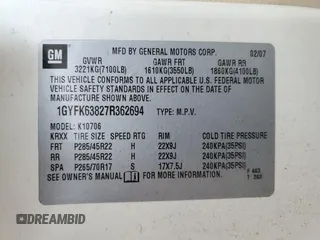 GM
MFD BY GENERAL MOTORS CORP. 02/07
GVWR GAWR FRT GAWR RR
3221KG(7100LB) 1610KG(3550LB) 1860KG(4100LB)
THIS VEHICLE CONFORMS TO ALL APPLICABLE U.S. FEDERAL MOTOR
VEHICLE SAFETY STANDARDS IN EFFECT ON THE DATE OF
MANUFACTURE SHOWN ABOVE.
1GYFK63827R362694 TYPE: M.P.V.
MODEL: K10706
KRXX TIRE SIZE SPEED RTG RIM COLD TIRE PRESSURE
FRT P285/45R22 H 22X9J 240KPA(35PSI)
RR P285/45R22 H 22X9J 240KPA(35PSI)
SPA P265/70R17 S 17X7.5J 240KPA(35PSI)
SEE OWNER'S MANUAL FOR ADDITIONAL INFORMATION
DREAMBID